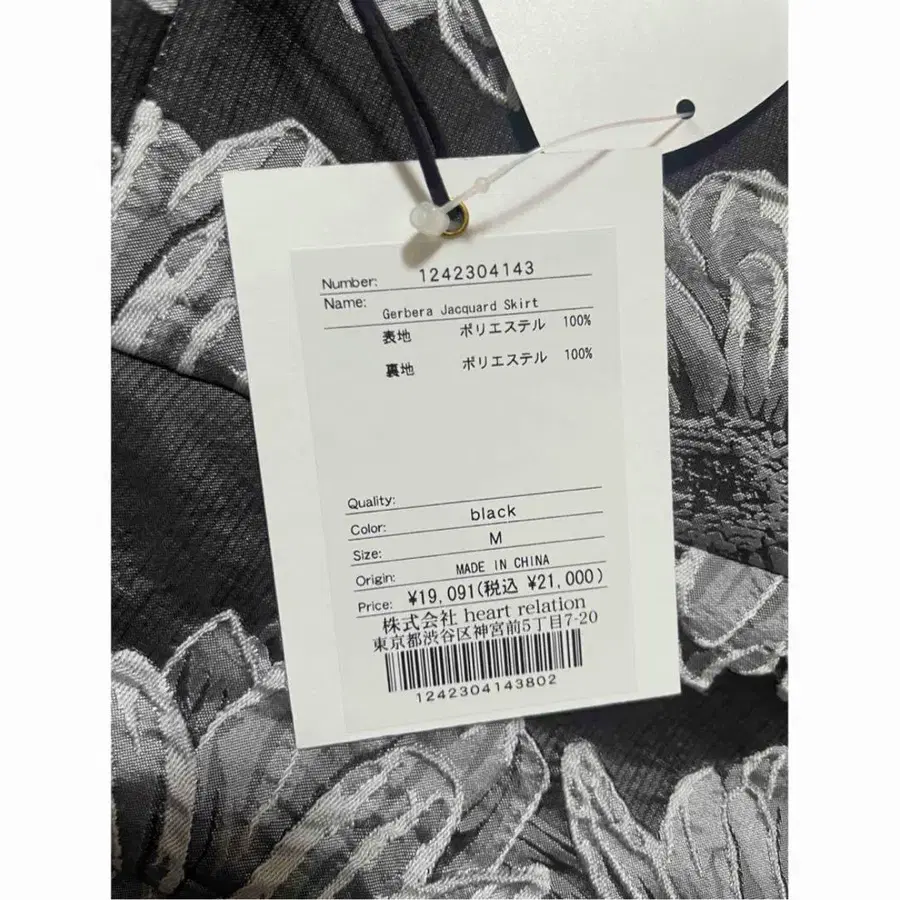 Number: 1242304143
Name: Gerbera Jacquard Skirt
表地 ポリエステル 100%
裏地 ポリエステル 100%
Quality:
Color: black
Size: M
Origin: MADE IN CHINA
Price: ¥19,091(税込 ¥21,000)
株式会社 heart relation
東京都渋谷区神宮前5丁目7-20
1242304143802